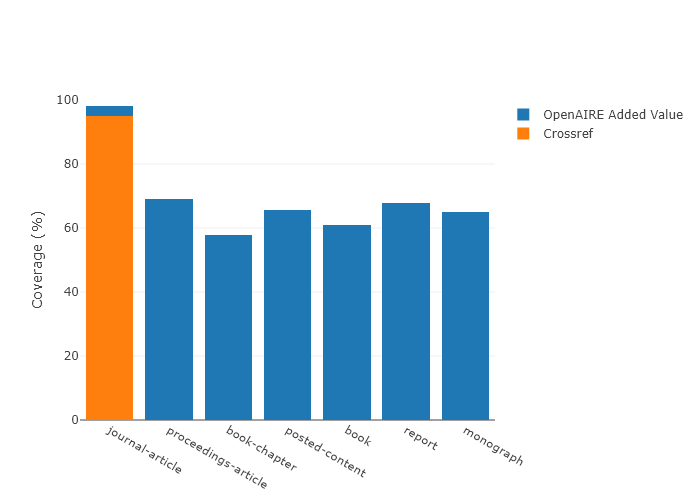 100
80
60
40
20
0
Coverage (%)
journal-article
proceedings-article
book-chapter
posted-content
book
report
monograph
OpenAIRE Added Value
Crossref